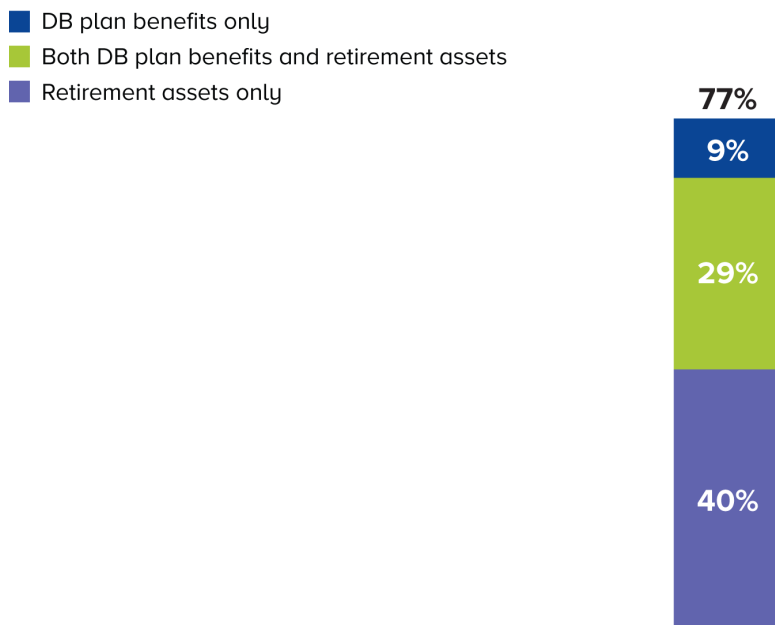 DB plan benefits only
Both DB plan benefits and retirement assets
Retirement assets only
77%
9%
29%
40%